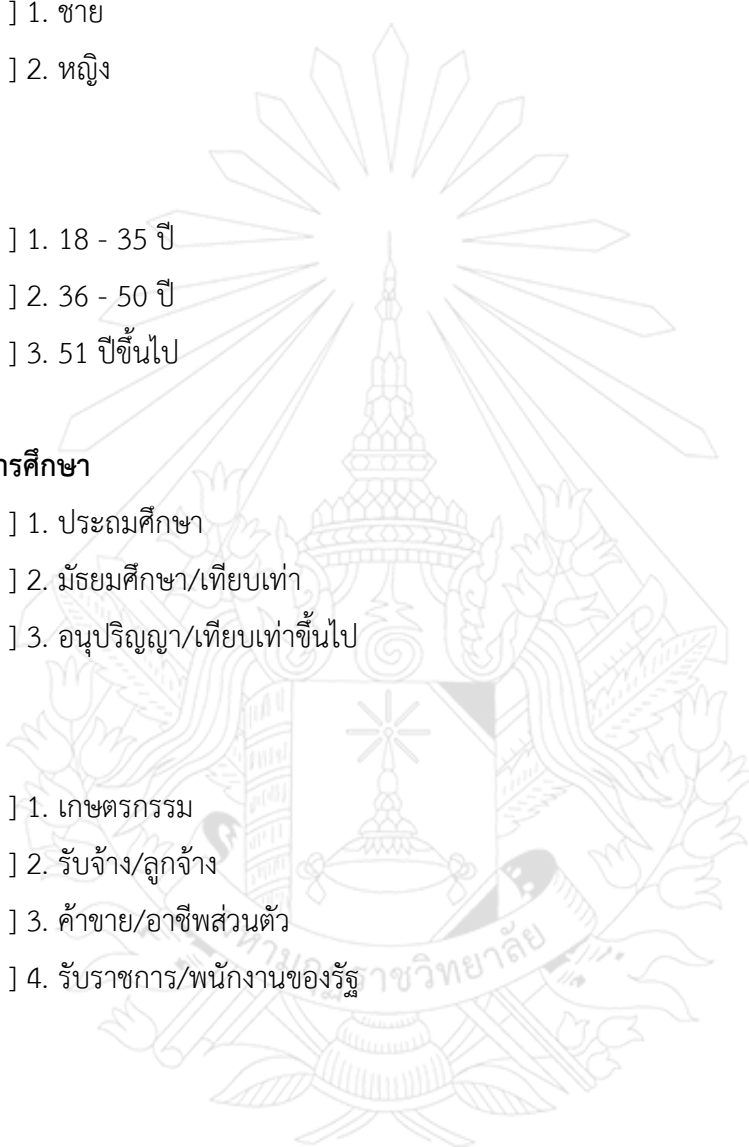 ] 1. ชาย
] 2. หญิง
] 1. 18 - 35 ปี
] 2. 36 - 50 ปี
] 3. 51 ปีขึ้นไป
ารศึกษา
] 1. ประถมศึกษา
] 2. มัธยมศึกษา/เทียบเท่า
] 3. อนุปริญญา/เทียบเท่าขึ้นไป
] 1. เกษตรกรรม
] 2. รับจ้าง/ลูกจ้าง
] 3. ค้าขาย/อาชีพส่วนตัว
] 4. รับราชการ/พนักงานของรัฐ